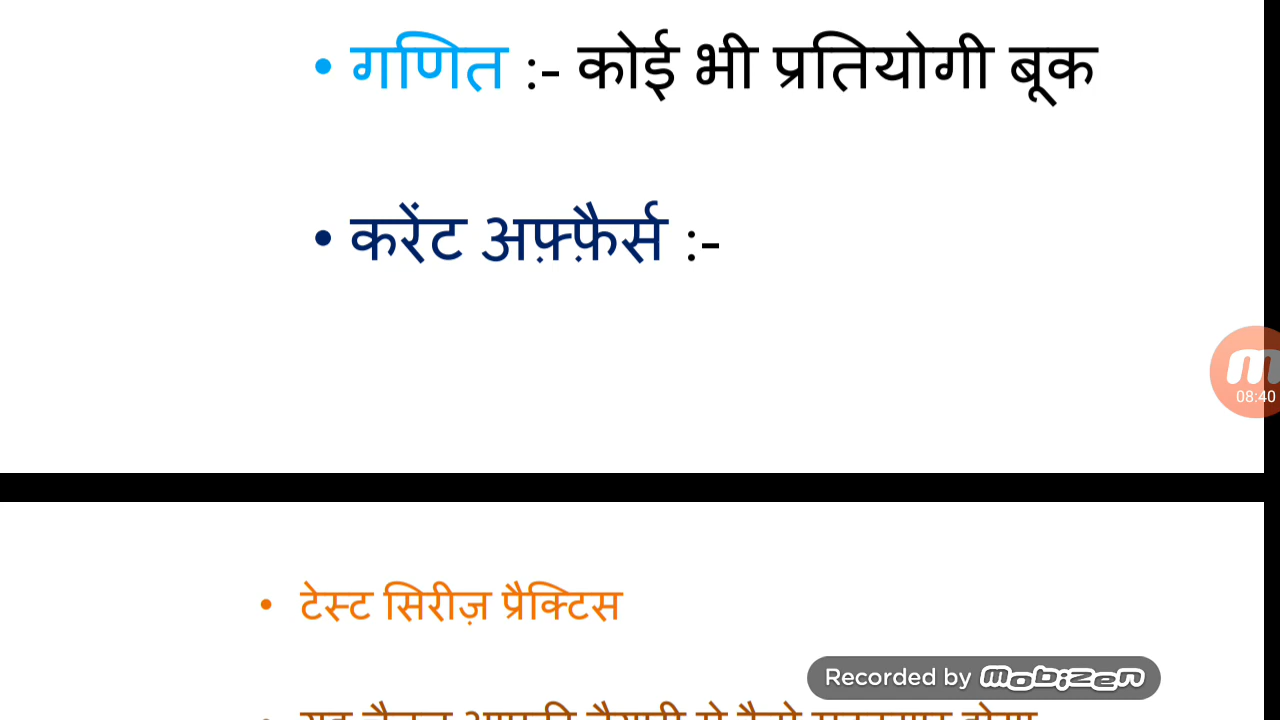 • गणित :- कोई भी प्रतियोगी बूक
• करेंट अफ़्फ़ैर्स :-
08:40
• टेस्ट सिरीज़ प्रैक्टिस
Recorded by mobizen